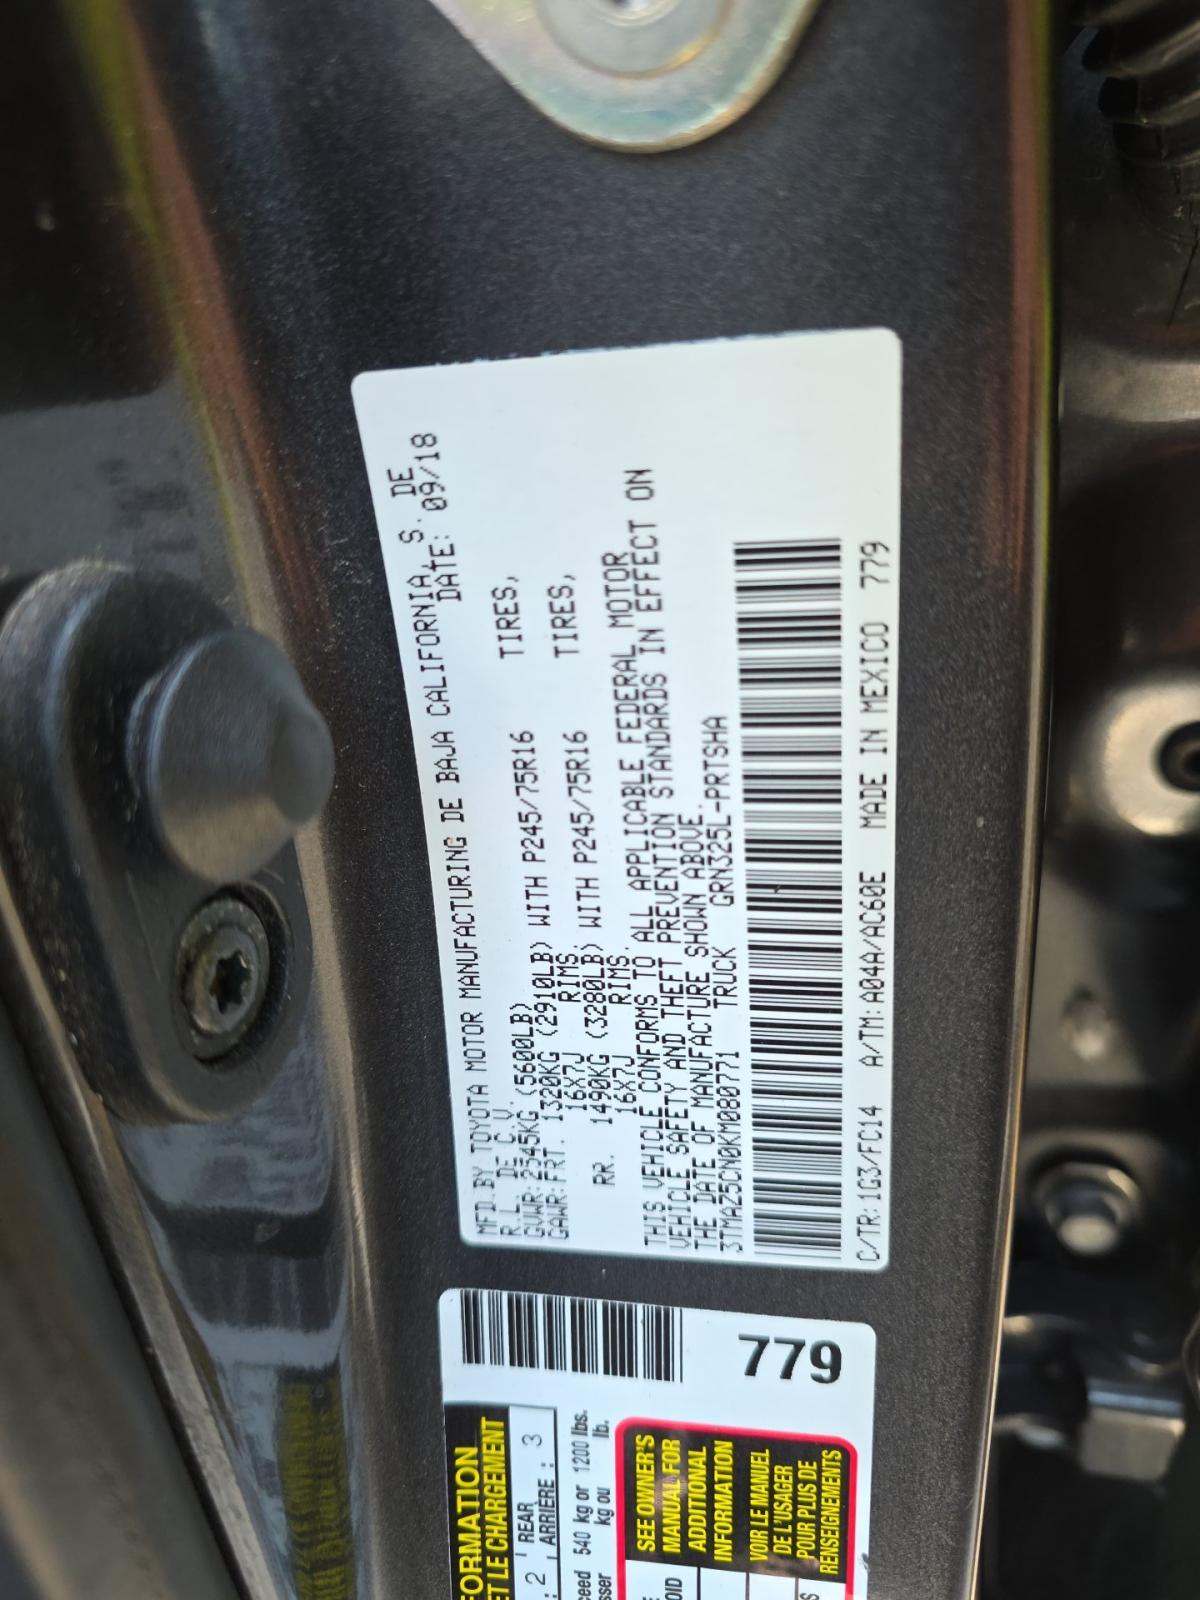 MFD.BY TOYOTA MOTOR MANUFACTURING DE BAJA CALIFORNIA, S. DE
R.L. DE C.V. DATE: 09/18
GVWR:2545KG (5600LB)
GAWR:FRT. 1320KG (2910LB) WITH P245/75R16 TIRES,
16X7J RIMS.
RR. 1490KG (3280LB) WITH P245/75R16 TIRES,
16X7J RIMS.
THIS VEHICLE CONFORMS TO ALL APPLICABLE FEDERAL MOTOR
VEHICLE SAFETY AND THEFT PREVENTION STANDARDS IN EFFECT ON
THE DATE OF MANUFACTURE SHOWN ABOVE.
3TMAZ5CN0KM080771 TRUCK GRN325L-PRTSHA
C/TR:1G3/FC14 A/TM:A04A/AC60E MADE IN MEXICO 779
779
FORMATION
ET LE CHARGEMENT
: 2 REAR : 3
ARRIÈRE
ceed 540 kg or 1200 lbs.
sser kg ou lb.
SEE OWNER'S
MANUAL FOR
ADDITIONAL
INFORMATION
VOIR LE MANUEL
DE L'USAGER
POUR PLUS DE
RENSEIGNEMENTS